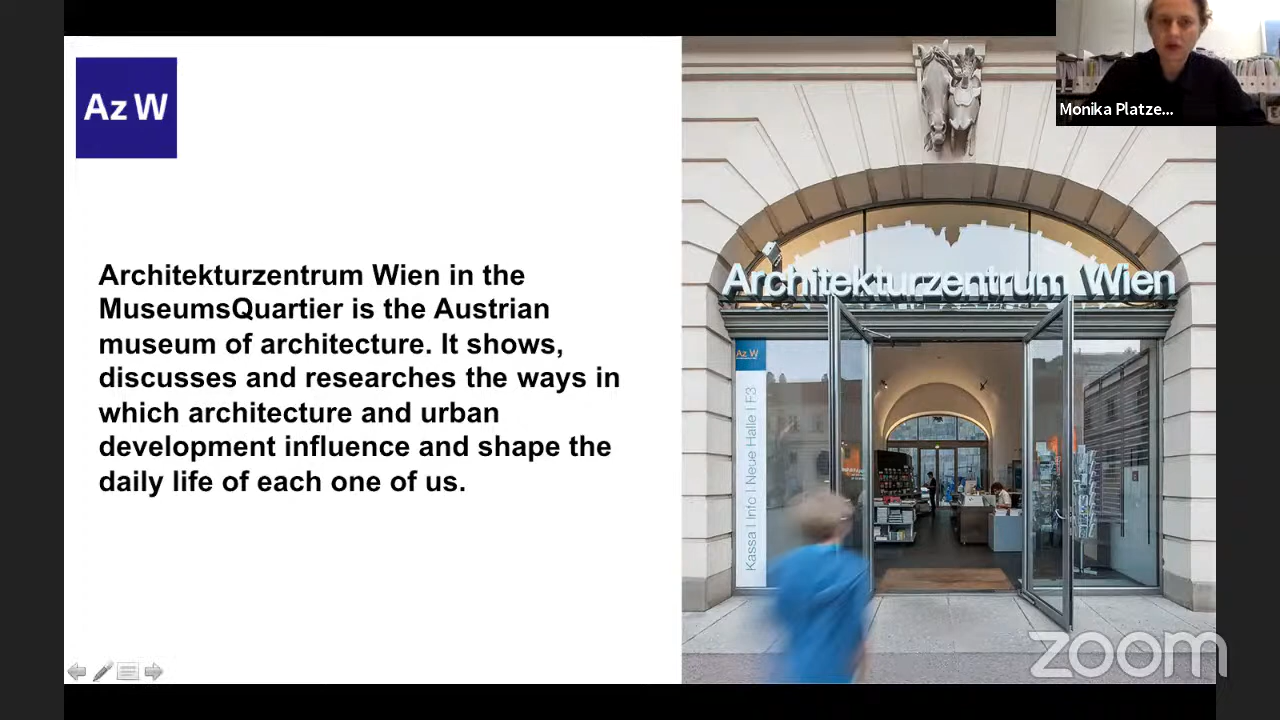 Az W
Architekturzentrum Wien in the
MuseumsQuartier is the Austrian
museum of architecture. It shows,
discusses and researches the ways in
which architecture and urban
development influence and shape the
daily life of each one of us.
Architekturzentrum Wien
Az W
Kassa | Info | Neue Halle | F3
Monika Platze...
zoom